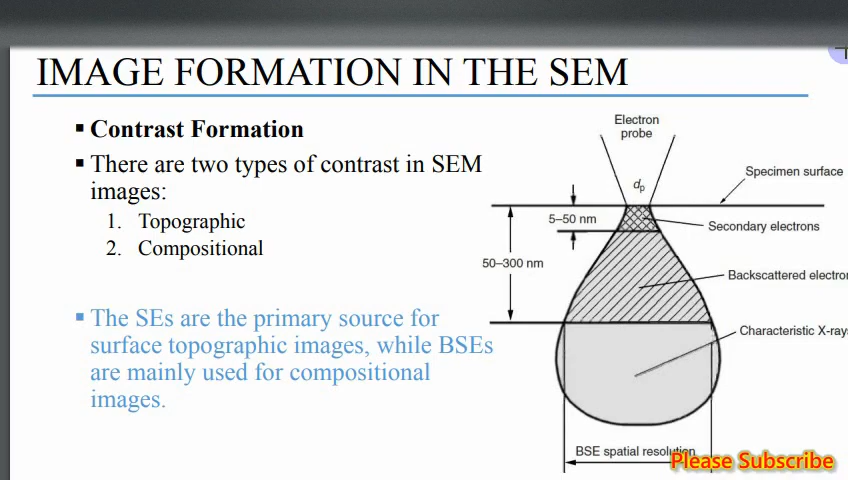 IMAGE FORMATION IN THE SEM
▪ Contrast Formation
▪ There are two types of contrast in SEM
images:
1. Topographic
2. Compositional
▪ The SEs are the primary source for
surface topographic images, while BSEs
are mainly used for compositional
images.
Electron
probe
dp
Specimen surface
5–50 nm
Secondary electrons
50-300 nm
Backscattered electron
Characteristic X-rays
BSE spatial resolution
Please Subscribe